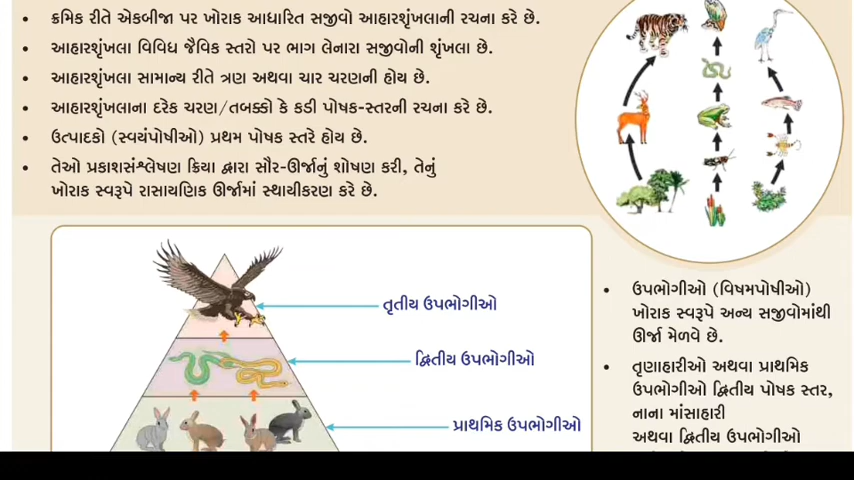 • ક્રમિક રીતે એકબીજા પર ખોરાક આધારિત સજીવો આહારશૃંખલાની રચના કરે છે.
• આહારશૃંખલા વિવિધ જૈવિક સ્તરો પર ભાગ લેનારા સજીવોની શૃંખલા છે.
• આહારશૃંખલા સામાન્ય રીતે ત્રણ અથવા ચાર ચરણની હોય છે.
• આહારશૃંખલાના દરેક ચરણ/તબક્કો કે કડી પોષક-સ્તરની રચના કરે છે.
• ઉત્પાદકો (સ્વયંપોષીઓ) પ્રથમ પોષક સ્તરે હોય છે.
• તેઓ પ્રકાશસંશ્લેષણ ક્રિયા દ્વારા સૌર-ઊર્જાનું શોષણ કરી, તેનું
ખોરાક સ્વરૂપે રાસાયણિક ઊર્જામાં સ્થાયીકરણ કરે છે.
તૃતીય ઉપભોગીઓ
દ્વિતીય ઉપભોગીઓ
પ્રાથમિક ઉપભોગીઓ
• ઉપભોગીઓ (વિષમપોષીઓ)
ખોરાક સ્વરૂપે અન્ય સજીવોમાંથી
ઊર્જા મેળવે છે.
• તૃણાહારીઓ અથવા પ્રાથમિક
ઉપભોગીઓ દ્વિતીય પોષક સ્તર,
નાના માંસાહારી
અથવા દ્વિતીય ઉપભોગીઓ